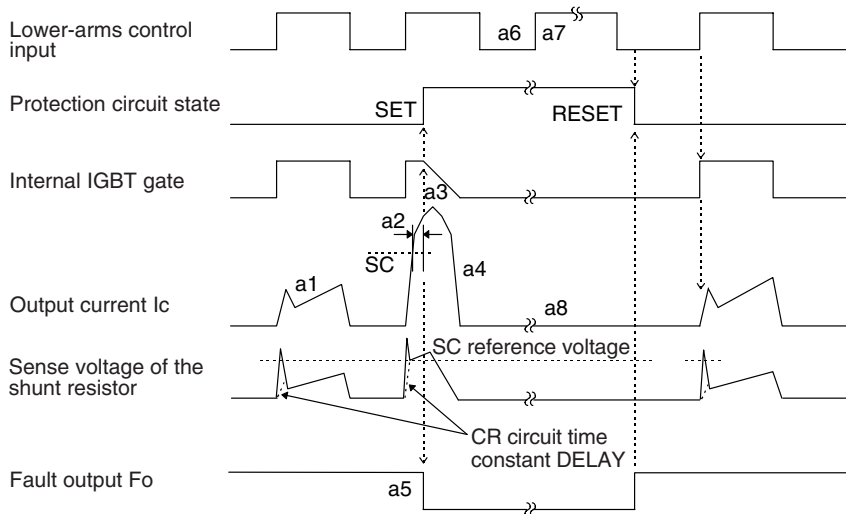 Lower-arms control
input
a6
a7
Protection circuit state
SET
RESET
Internal IGBT gate
a3
a2
SC
a4
Output current Ic
a1
a8
SC reference voltage
Sense voltage of the
shunt resistor
CR circuit time
constant DELAY
Fault output Fo
a5